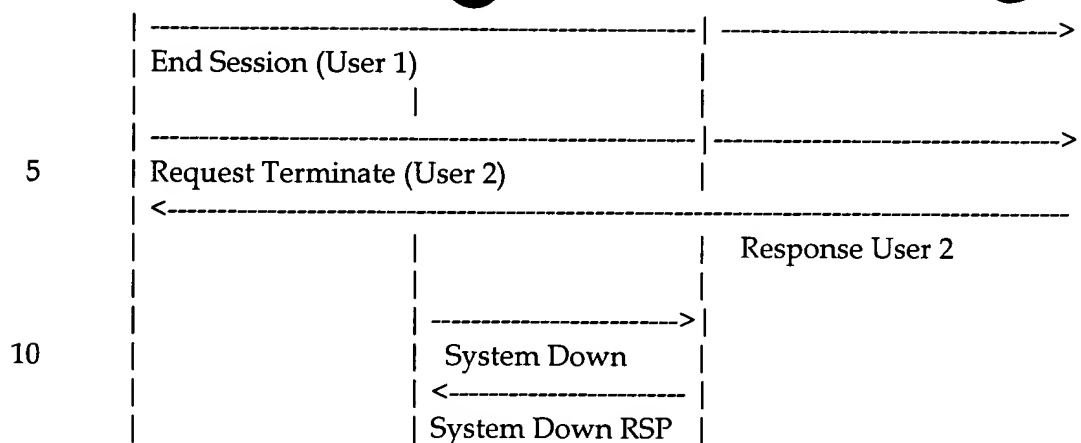 End Session (User 1)
5 Request Terminate (User 2)
Response User 2
10 System Down
System Down RSP